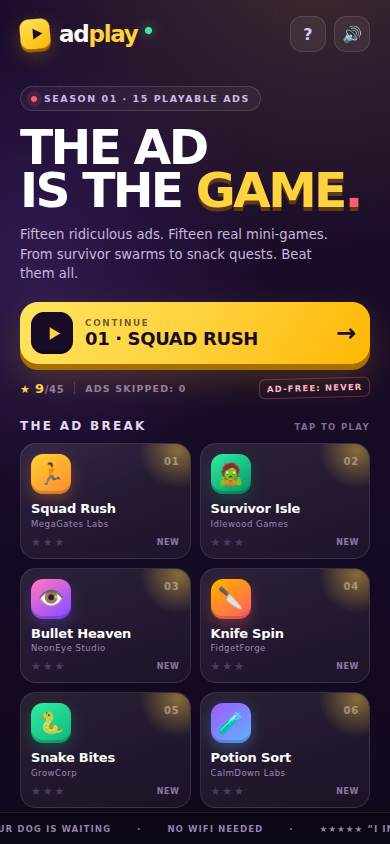 adplay
?
SEASON 01 · 15 PLAYABLE ADS
THE AD
IS THE GAME.
Fifteen ridiculous ads. Fifteen real mini-games.
From survivor swarms to snack quests. Beat
them all.
CONTINUE
01 · SQUAD RUSH
→
★ 9/45
ADS SKIPPED: 0
AD-FREE: NEVER
THE AD BREAK
TAP TO PLAY
01
Squad Rush
MegaGates Labs
★★★ NEW
02
Survivor Isle
Idlewood Games
★★★ NEW
03
Bullet Heaven
NeonEye Studio
★★★ NEW
04
Knife Spin
FidgetForge
★★★ NEW
05
Snake Bites
GrowCorp
★★★ NEW
06
Potion Sort
CalmDown Labs
★★★ NEW
UR DOG IS WAITING · NO WIFI NEEDED · ★★★★★ "I